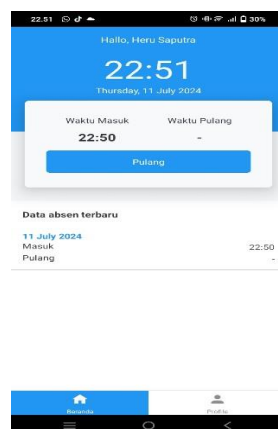 22.51 30%
Hallo, Heru Saputra
22:51
Thursday, 11 July 2024
Waktu Masuk Waktu Pulang
22:50 -
Pulang
Data absen terbaru
11 July 2024
Masuk 22:50
Pulang -
Beranda Profile